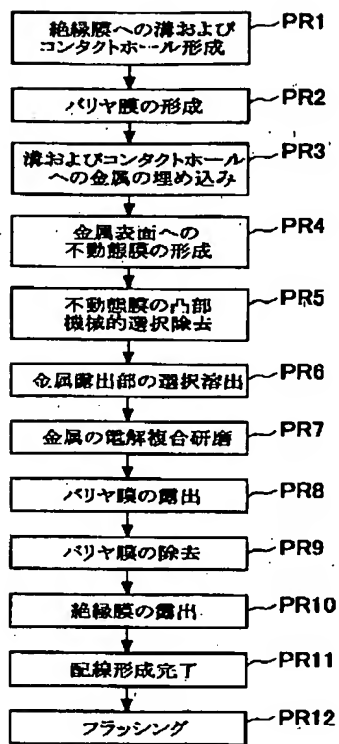 絶縁膜への溝および
コンタクトホール形成
PR1
バリヤ膜の形成
PR2
溝およびコンタクトホール
への金属の埋め込み
PR3
金属表面への
不動態膜の形成
PR4
不動態膜の凸部
機械的選択除去
PR5
金属露出部の選択溶出
PR6
金属の電解複合研磨
PR7
バリヤ膜の露出
PR8
バリヤ膜の除去
PR9
絶縁膜の露出
PR10
配線形成完了
PR11
フラッシング
PR12